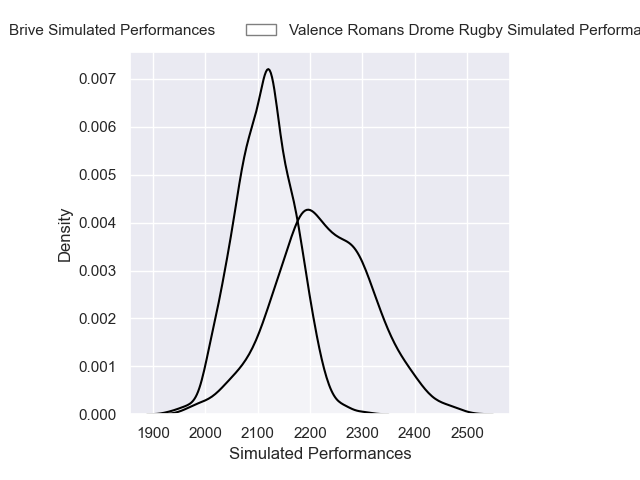 Brive Simulated Performances
Valence Romans Drome Rugby Simulated Performa
0.007
0.006
0.005
0.004
0.003
0.002
0.001
0.000
Density
1900 2000 2100 2200 2300 2400 2500
Simulated Performances